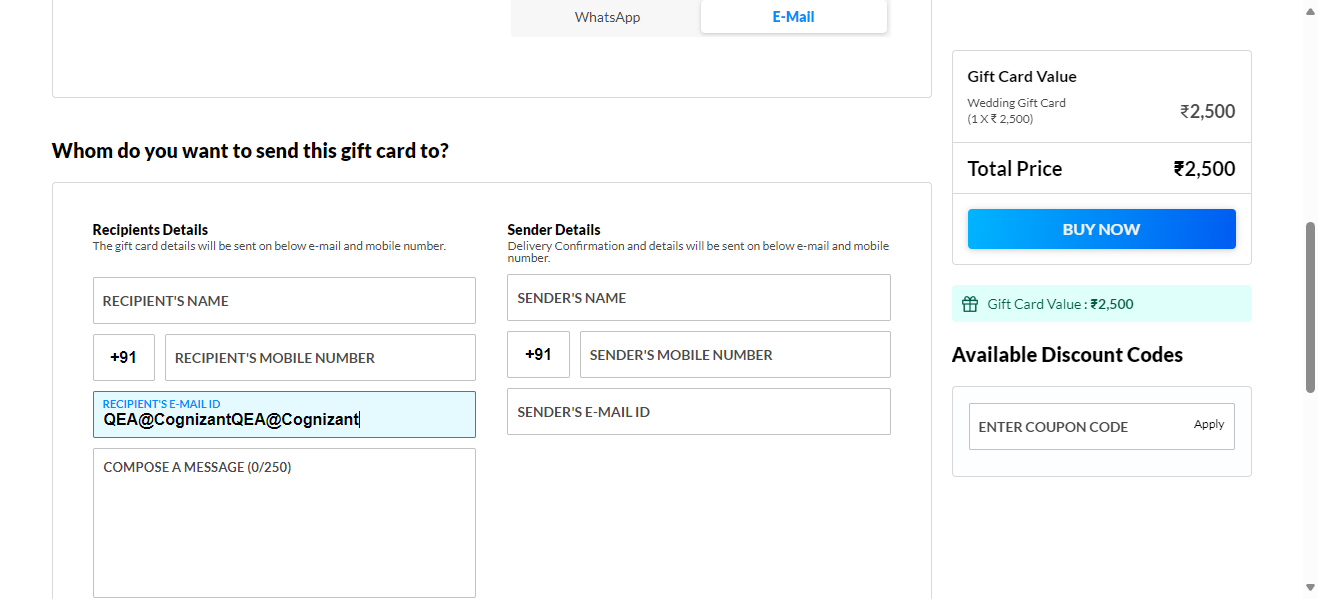 WhatsApp
E-Mail
Whom do you want to send this gift card to?
Recipients Details
The gift card details will be sent on below e-mail and mobile number.
RECIPIENT'S NAME
+91
RECIPIENT'S MOBILE NUMBER
RECIPIENT'S E-MAIL ID
QEA@CognizantQEA@Cognizant
COMPOSE A MESSAGE (0/250)
Sender Details
Delivery Confirmation and details will be sent on below e-mail and mobile
number.
SENDER'S NAME
+91
SENDER'S MOBILE NUMBER
SENDER'S E-MAIL ID
Gift Card Value
Wedding Gift Card
(1 X ₹ 2,500)
₹2,500
Total Price
₹2,500
BUY NOW
Gift Card Value : ₹2,500
Available Discount Codes
ENTER COUPON CODE
Apply